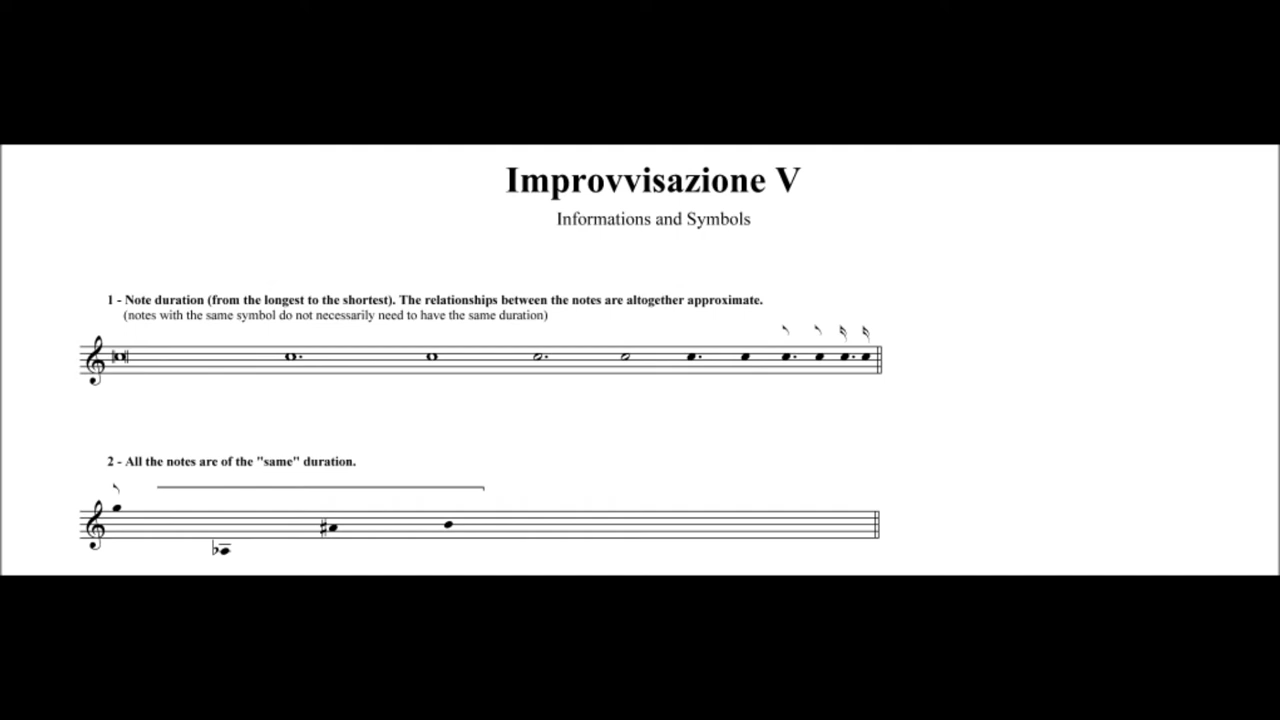 Improvvisazione V
Informations and Symbols
1 - Note duration (from the longest to the shortest). The relationships between the notes are altogether approximate.
(notes with the same symbol do not necessarily need to have the same duration)
2 - All the notes are of the "same" duration.